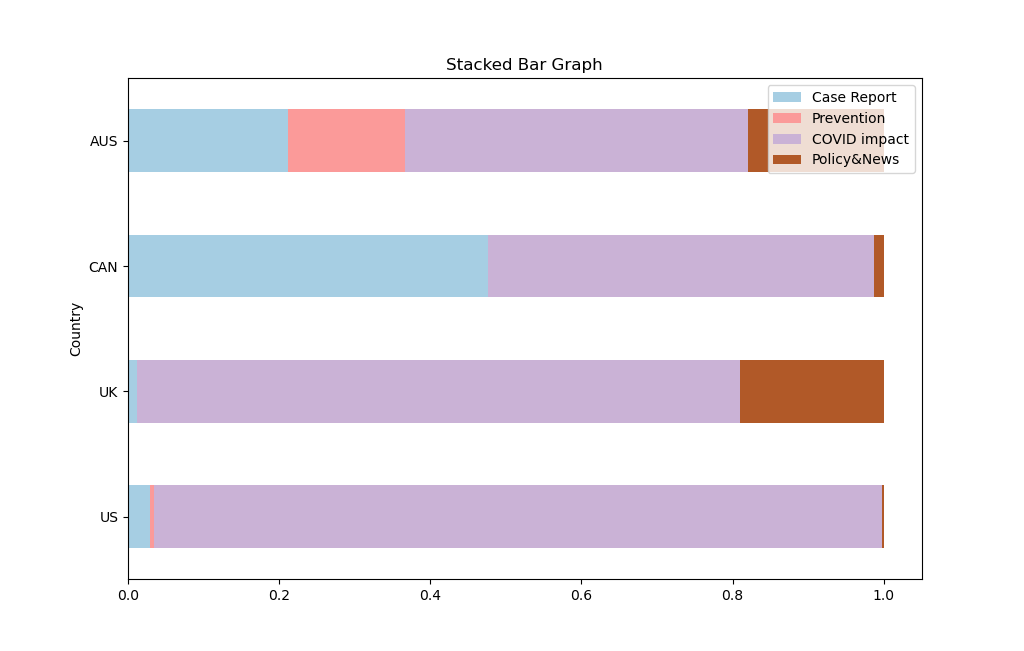 Stacked Bar Graph
Case Report
Prevention
COVID impact
Policy&News
AUS
CAN
UK
US
Country
0.0 0.2 0.4 0.6 0.8 1.0